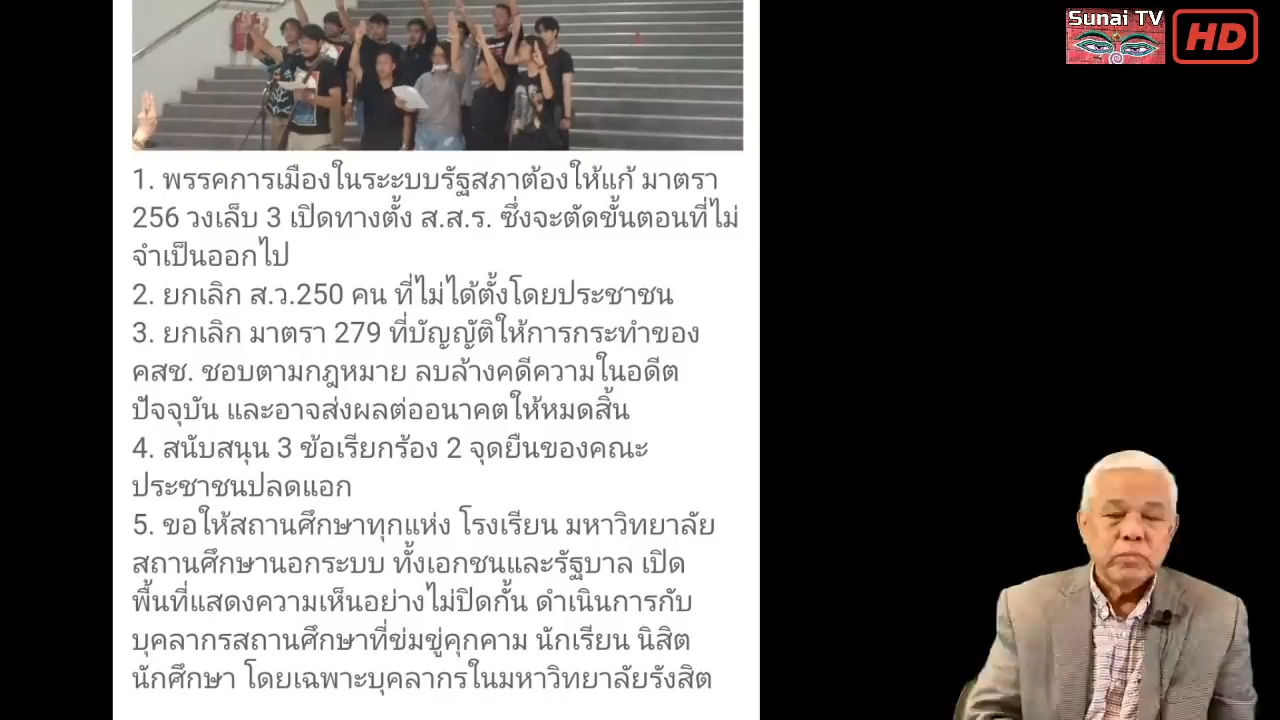 Sunai TV
HD
1. พรรคการเมืองในระะบบรัฐสภาต้องให้แก้ มาตรา
256 วงเล็บ 3 เปิดทางตั้ง ส.ส.ร. ซึ่งจะตัดขั้นตอนที่ไม่
จำเป็นออกไป
2. ยกเลิก ส.ว.250 คน ที่ไม่ได้ตั้งโดยประชาชน
3. ยกเลิก มาตรา 279 ที่บัญญัติให้การกระทำของ
คสช. ชอบตามกฎหมาย ลบล้างคดีความในอดีต
ปัจจุบัน และอาจส่งผลต่ออนาคตให้หมดสิ้น
4. สนับสนุน 3 ข้อเรียกร้อง 2 จุดยืนของคณะ
ประชาชนปลดแอก
5. ขอให้สถานศึกษาทุกแห่ง โรงเรียน มหาวิทยาลัย
สถานศึกษานอกระบบ ทั้งเอกชนและรัฐบาล เปิด
พื้นที่แสดงความเห็นอย่างไม่ปิดกั้น ดำเนินการกับ
บุคลากรสถานศึกษาที่ข่มขู่คุกคาม นักเรียน นิสิต
นักศึกษา โดยเฉพาะบุคลากรในมหาวิทยาลัยรังสิต